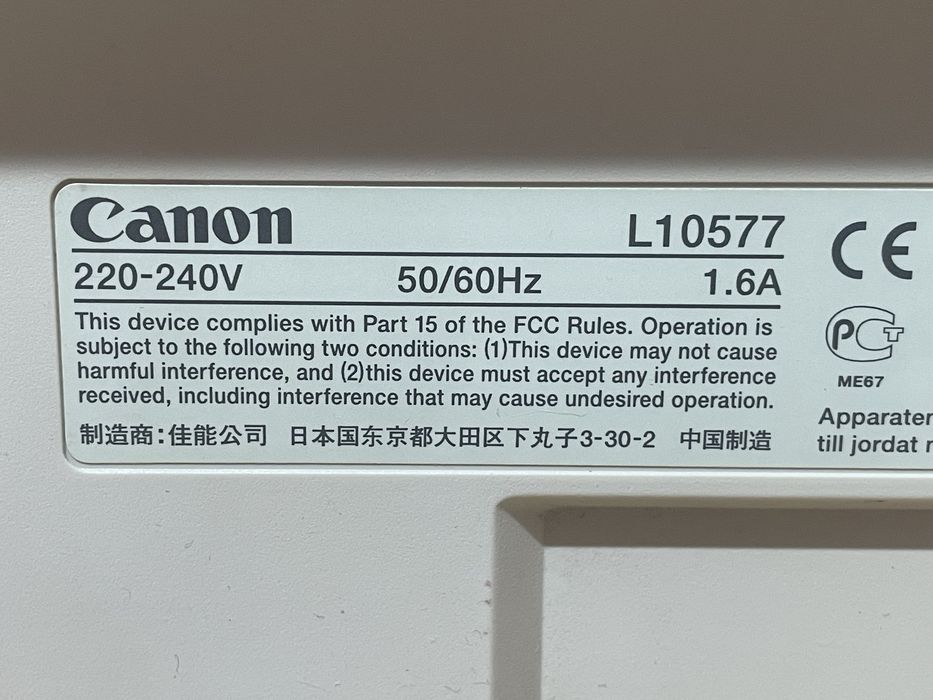 Canon L10577
220-240V 50/60Hz 1.6A
This device complies with Part 15 of the FCC Rules. Operation is
subject to the following two conditions: (1)This device may not cause
harmful interference, and (2)this device must accept any interference
received, including interference that may cause undesired operation.
制造商:佳能公司 日本国东京都大田区下丸子3-30-2 中国制造
CE
PCT
ME67
Apparaten
till jordat